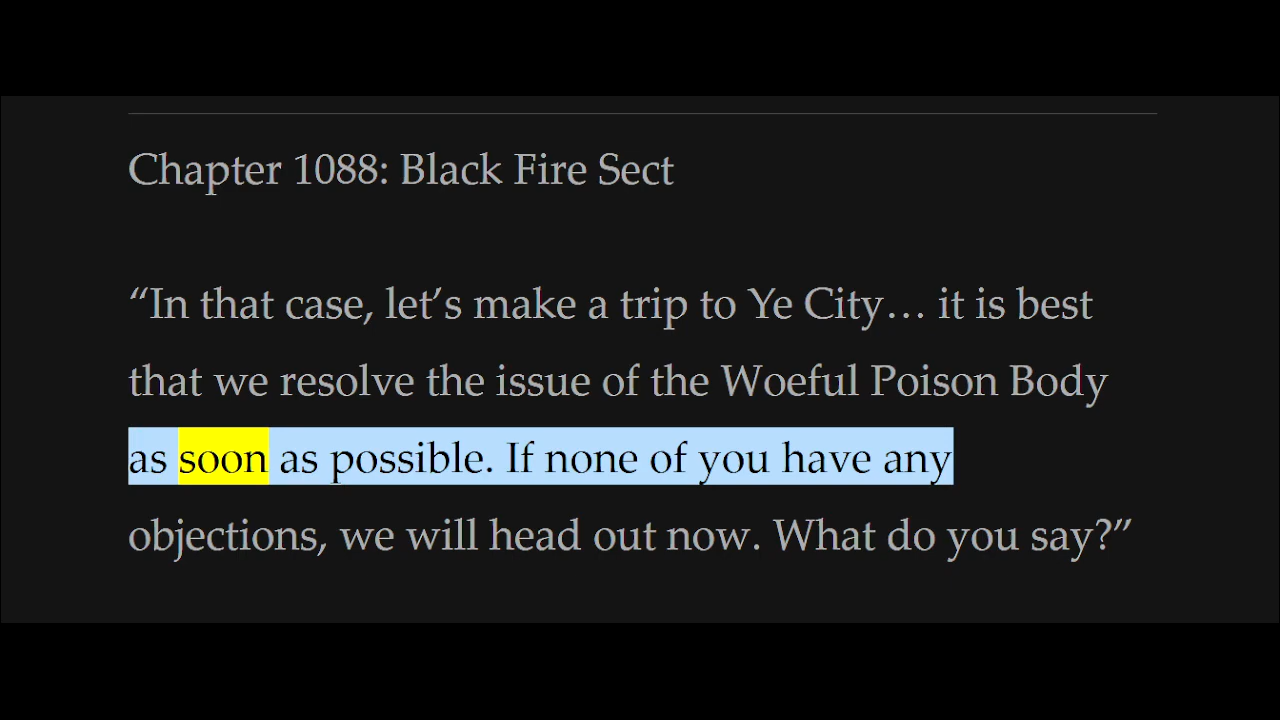 Chapter 1088: Black Fire Sect
“In that case, let’s make a trip to Ye City… it is best
that we resolve the issue of the Woeful Poison Body
as soon as possible. If none of you have any
objections, we will head out now. What do you say?”